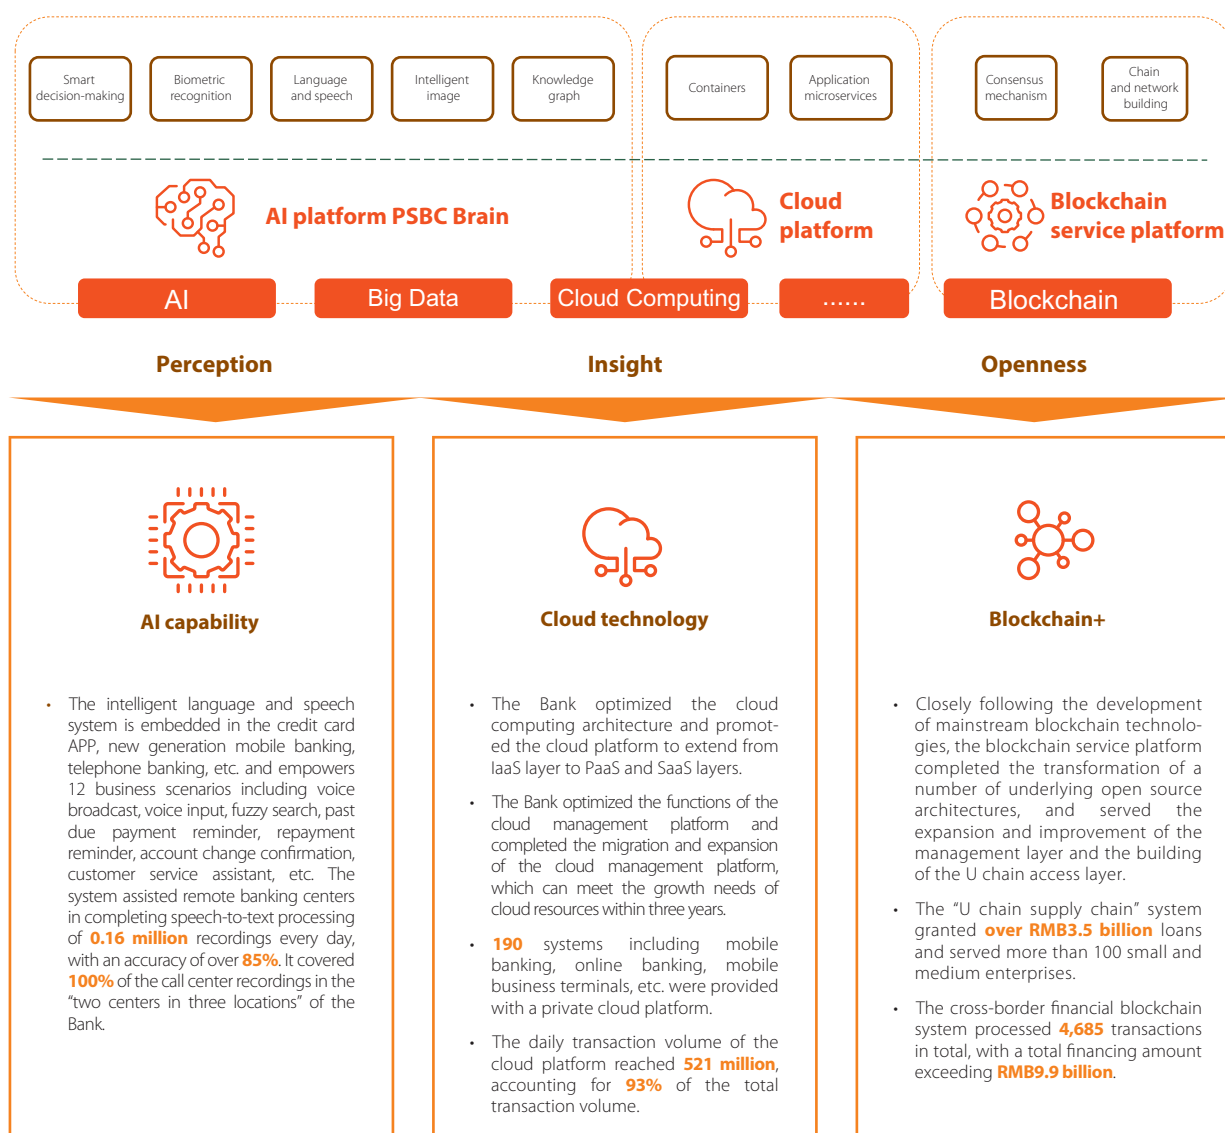 Smart
decision-making
Biometric
recognition
Language
and speech
Intelligent
image
Knowledge
graph
Containers
Application
microservices
Consensus
mechanism
Chain
and network
building
AI platform PSBC Brain
Cloud
platform
Blockchain
service platform
AI
Big Data
Cloud Computing
......
Blockchain
Perception
Insight
Openness
AI capability
• The intelligent language and speech
system is embedded in the credit card
APP, new generation mobile banking,
telephone banking, etc. and empowers
12 business scenarios including voice
broadcast, voice input, fuzzy search, past
due payment reminder, repayment
reminder, account change confirmation,
customer service assistant, etc. The
system assisted remote banking centers
in completing speech-to-text processing
of 0.16 million recordings every day,
with an accuracy of over 85%. It covered
100% of the call center recordings in the
“two centers in three locations” of the
Bank.
Cloud technology
• The Bank optimized the cloud
computing architecture and promot-
ed the cloud platform to extend from
IaaS layer to PaaS and SaaS layers.
• The Bank optimized the functions of the
cloud management platform and
completed the migration and expansion
of the cloud management platform,
which can meet the growth needs of
cloud resources within three years.
• 190 systems including mobile
banking, online banking, mobile
business terminals, etc. were provided
with a private cloud platform.
• The daily transaction volume of the
cloud platform reached 521 million,
accounting for 93% of the total
transaction volume.
Blockchain+
• Closely following the development
of mainstream blockchain technolo-
gies, the blockchain service platform
completed the transformation of a
number of underlying open source
architectures, and served the
expansion and improvement of the
management layer and the building
of the U chain access layer.
• The “U chain supply chain” system
granted over RMB3.5 billion loans
and served more than 100 small and
medium enterprises.
• The cross-border financial blockchain
system processed 4,685 transactions
in total, with a total financing amount
exceeding RMB9.9 billion.